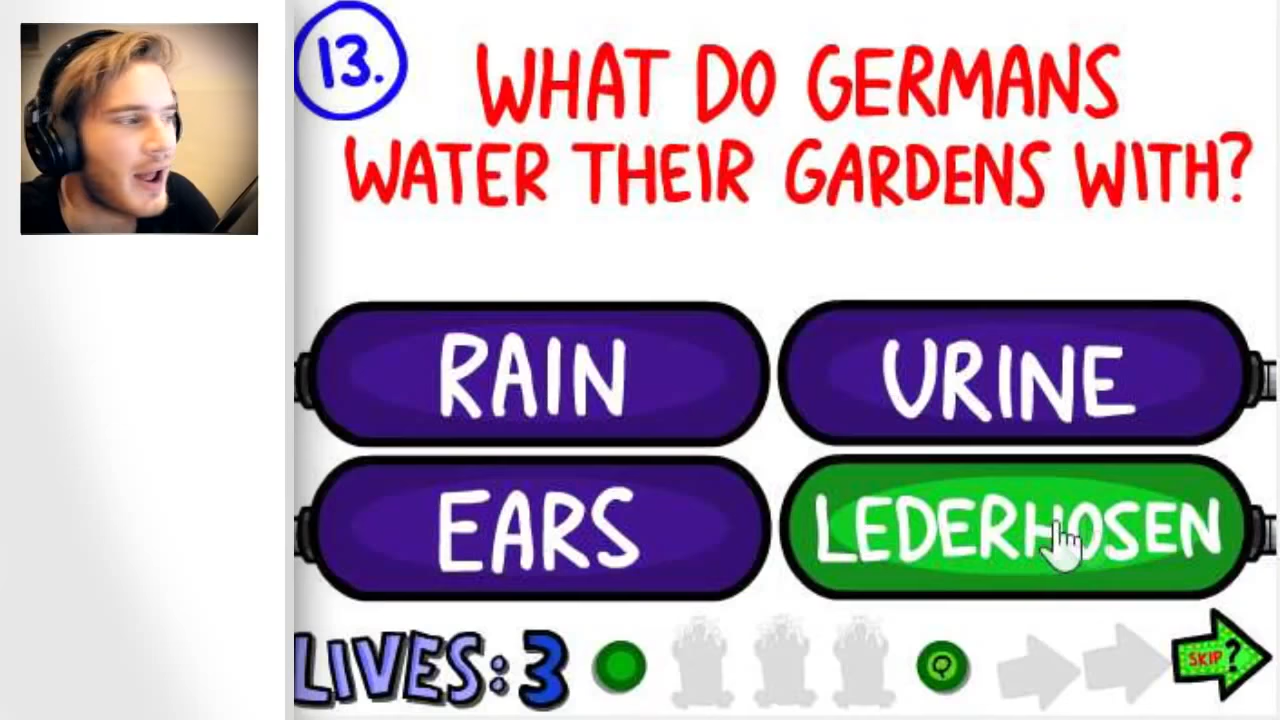 13.
WHAT DO GERMANS
WATER THEIR GARDENS WITH?
RAIN
URINE
EARS
LEDERHOSEN
LIVES: 3
SKIP?